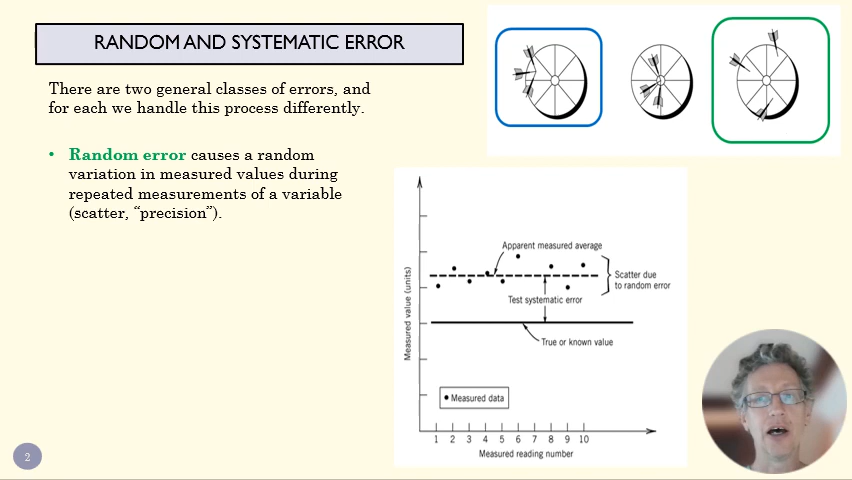 RANDOM AND SYSTEMATIC ERROR
There are two general classes of errors, and
for each we handle this process differently.
• Random error causes a random
variation in measured values during
repeated measurements of a variable
(scatter, “precision”).
Apparent measured average
Scatter due
to random error
Test systematic error
True or known value
Measured value (units)
Measured data
1 2 3 4 5 6 7 8 9 10
Measured reading number
2